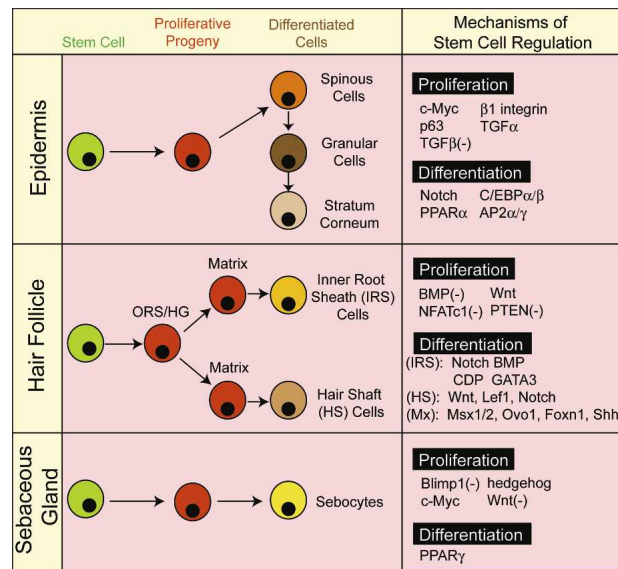 Stem Cell
Proliferative
Progeny
Differentiated
Cells
Mechanisms of
Stem Cell Regulation
Epidermis
Spinous
Cells
Granular
Cells
Stratum
Corneum
Proliferation
c-Myc β1 integrin
p63 TGFα
TGFβ(-)
Differentiation
Notch C/EBPα/β
PPARα AP2α/γ
Hair Follicle
ORS/HG
Matrix
Inner Root
Sheath (IRS)
Cells
Matrix
Hair Shaft
(HS) Cells
Proliferation
BMP(-) Wnt
NFATc1(-) PTEN(-)
Differentiation
(IRS): Notch BMP
CDP GATA3
(HS): Wnt, Lef1, Notch
(Mx): Msx1/2, Ovo1, Foxn1, Shh
Sebaceous
Gland
Sebocytes
Proliferation
Blimp1(-) hedgehog
c-Myc Wnt(-)
Differentiation
PPARγ